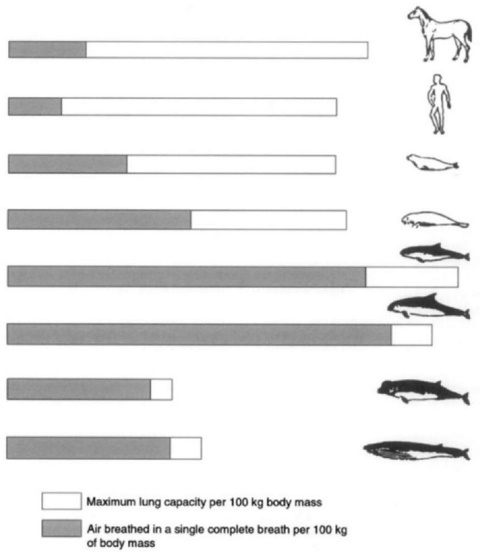 Maximum lung capacity per 100 kg body mass
Air breathed in a single complete breath per 100 kg
of body mass